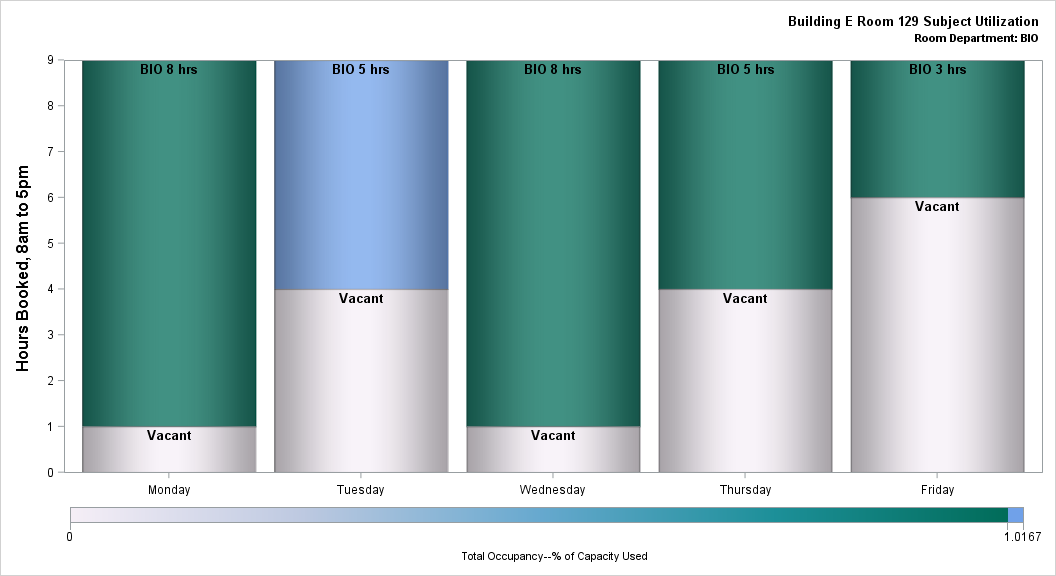 Building E Room 129 Subject Utilization
Room Department: BIO
Hours Booked, 8am to 5pm
9
8
7
6
5
4
3
2
1
0
BIO 8 hrs
BIO 5 hrs
BIO 8 hrs
BIO 5 hrs
BIO 3 hrs
Vacant
Vacant
Vacant
Vacant
Vacant
Monday
Tuesday
Wednesday
Thursday
Friday
0
1.0167
Total Occupancy--% of Capacity Used